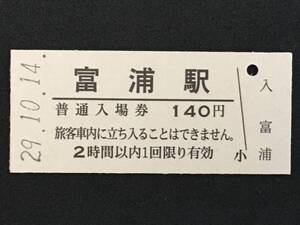 29.10.14.
富浦駅
普通入場券 140円
旅客車内に立ち入ることはできません。
2時間以内1回限り有効
小
入
富
浦